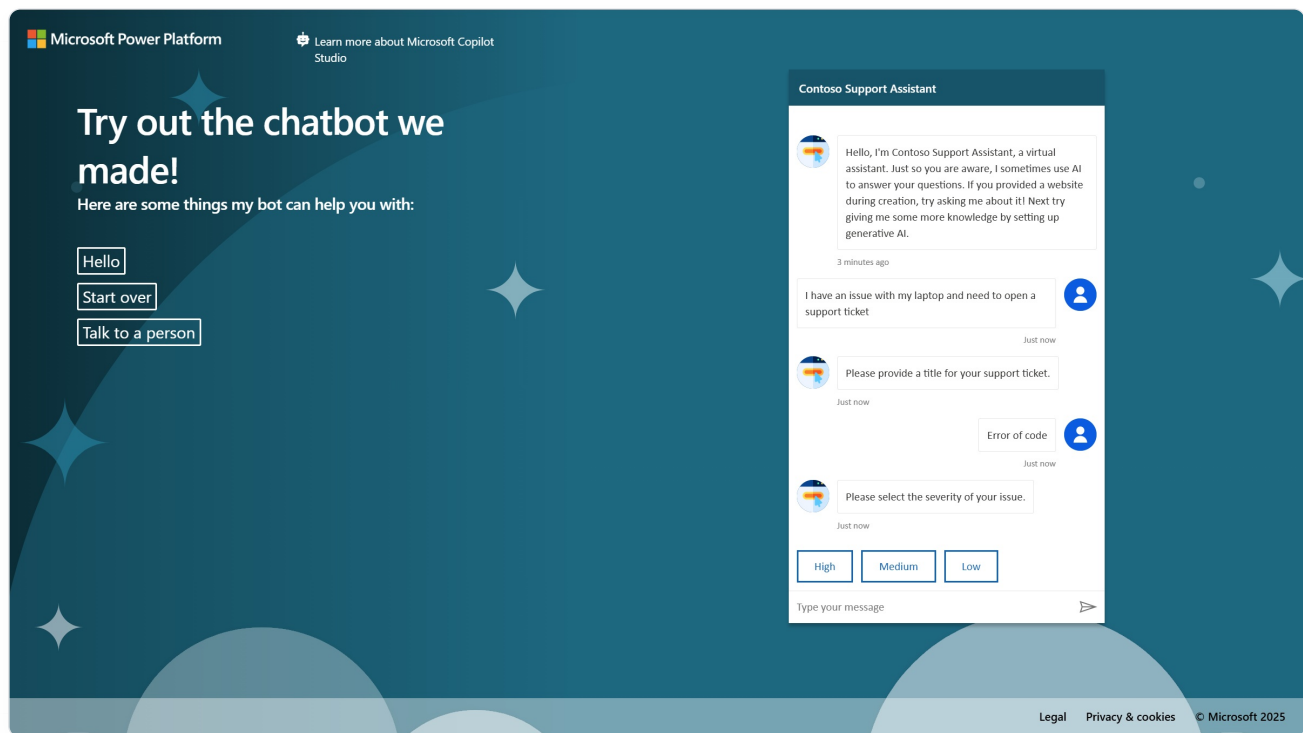 Microsoft Power Platform
Learn more about Microsoft Copilot
Studio
Try out the chatbot we
made!
Here are some things my bot can help you with:
Hello
Start over
Talk to a person
Contoso Support Assistant
Hello, I'm Contoso Support Assistant, a virtual
assistant. Just so you are aware, I sometimes use AI
to answer your questions. If you provided a website
during creation, try asking me about it! Next try
giving me some more knowledge by setting up
generative AI.
3 minutes ago
I have an issue with my laptop and need to open a
support ticket
Just now
Please provide a title for your support ticket.
Just now
Error of code
Just now
Please select the severity of your issue.
Just now
High
Medium
Low
Type your message
Legal
Privacy & cookies
© Microsoft 2025